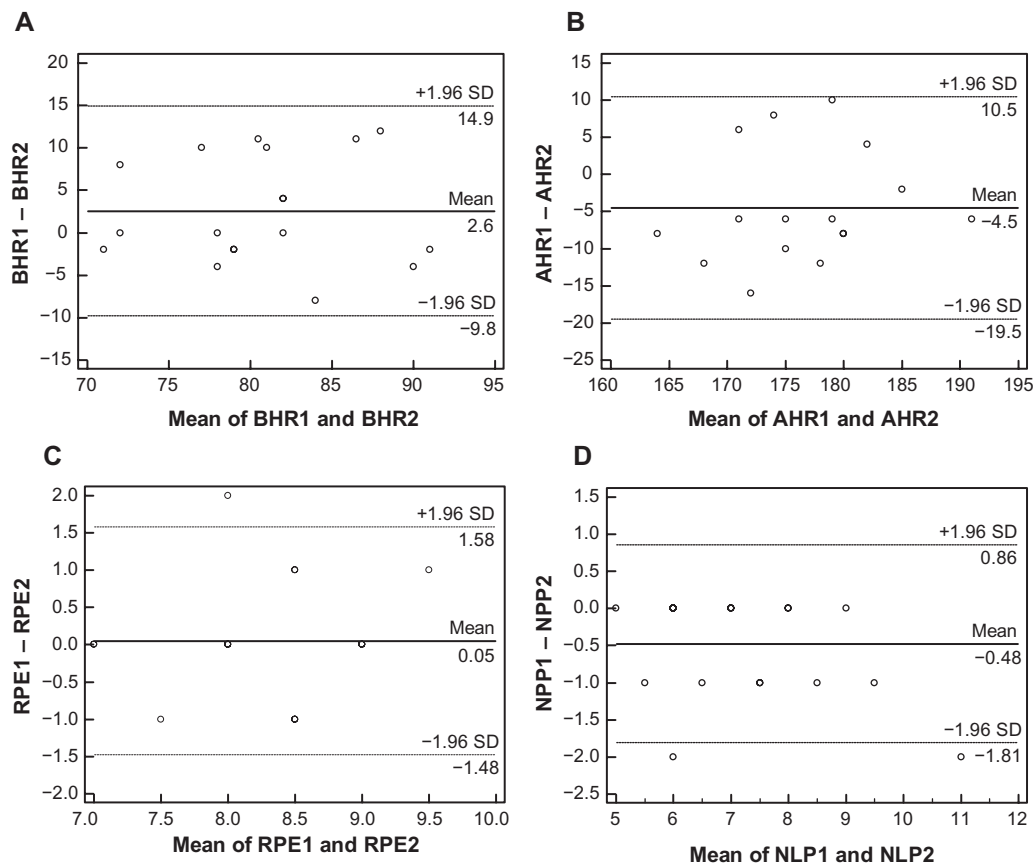 A
20
15
10
5
0
−5
−10
−15
BHR1 – BHR2
+1.96 SD
14.9
Mean
2.6
−1.96 SD
−9.8
70 75 80 85 90 95
Mean of BHR1 and BHR2
B
15
10
5
0
−5
−10
−15
−20
−25
AHR1 – AHR2
+1.96 SD
10.5
Mean
−4.5
−1.96 SD
−19.5
160 165 170 175 180 185 190 195
Mean of AHR1 and AHR2
C
2.0
1.5
1.0
0.5
0.0
−0.5
−1.0
−1.5
−2.0
RPE1 – RPE2
+1.96 SD
1.58
Mean
0.05
−1.96 SD
−1.48
7.0 7.5 8.0 8.5 9.0 9.5 10.0
Mean of RPE1 and RPE2
D
1.5
1.0
0.5
0.0
−0.5
−1.0
−1.5
−2.0
−2.5
NPP1 – NPP2
+1.96 SD
0.86
Mean
−0.48
−1.96 SD
−1.81
5 6 7 8 9 10 11 12
Mean of NLP1 and NLP2